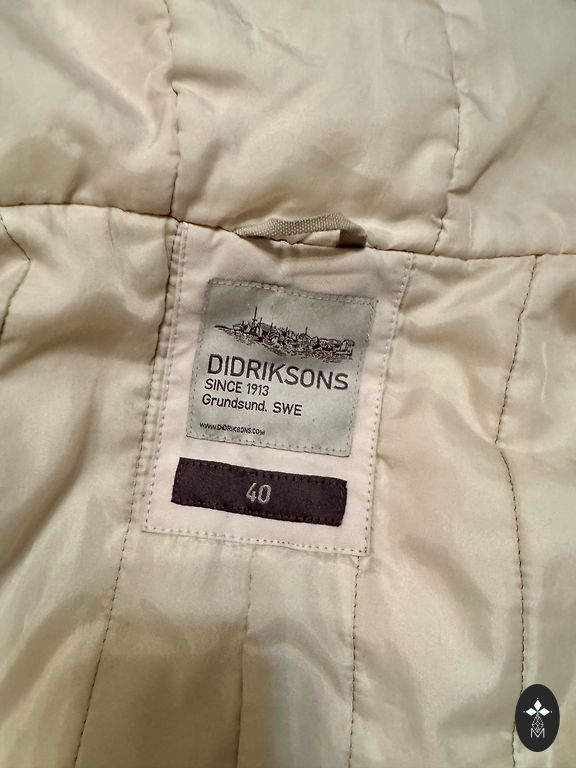 DIDRIKSONS
SINCE 1913
Grundsund. SWE
WWW.DIDRIKSONS.COM
40
M